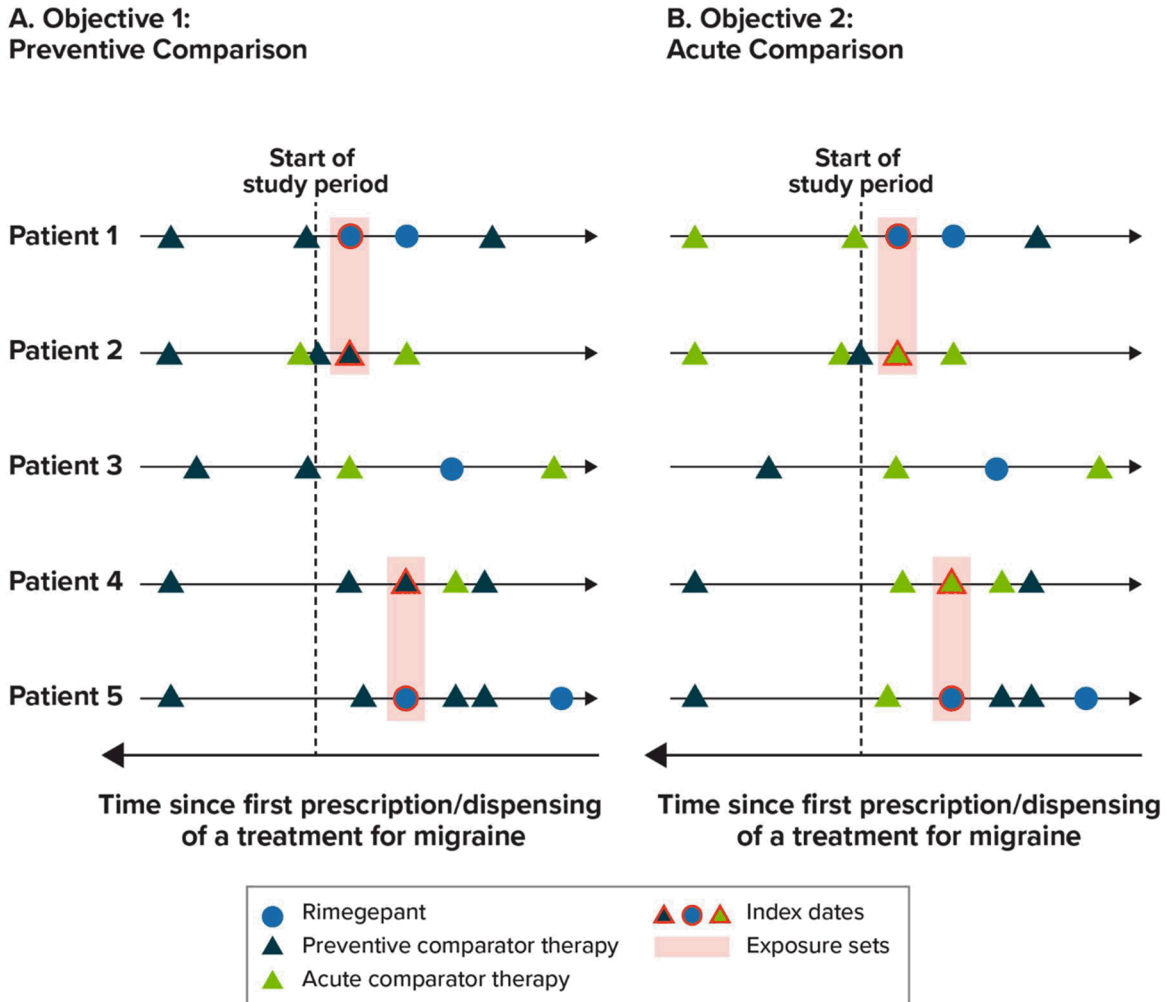 A. Objective 1:
Preventive Comparison
B. Objective 2:
Acute Comparison
Start of
study period
Start of
study period
Patient 1
Patient 2
Patient 3
Patient 4
Patient 5
Time since first prescription/dispensing
of a treatment for migraine
Time since first prescription/dispensing
of a treatment for migraine
Rimegepant
Preventive comparator therapy
Acute comparator therapy
Index dates
Exposure sets